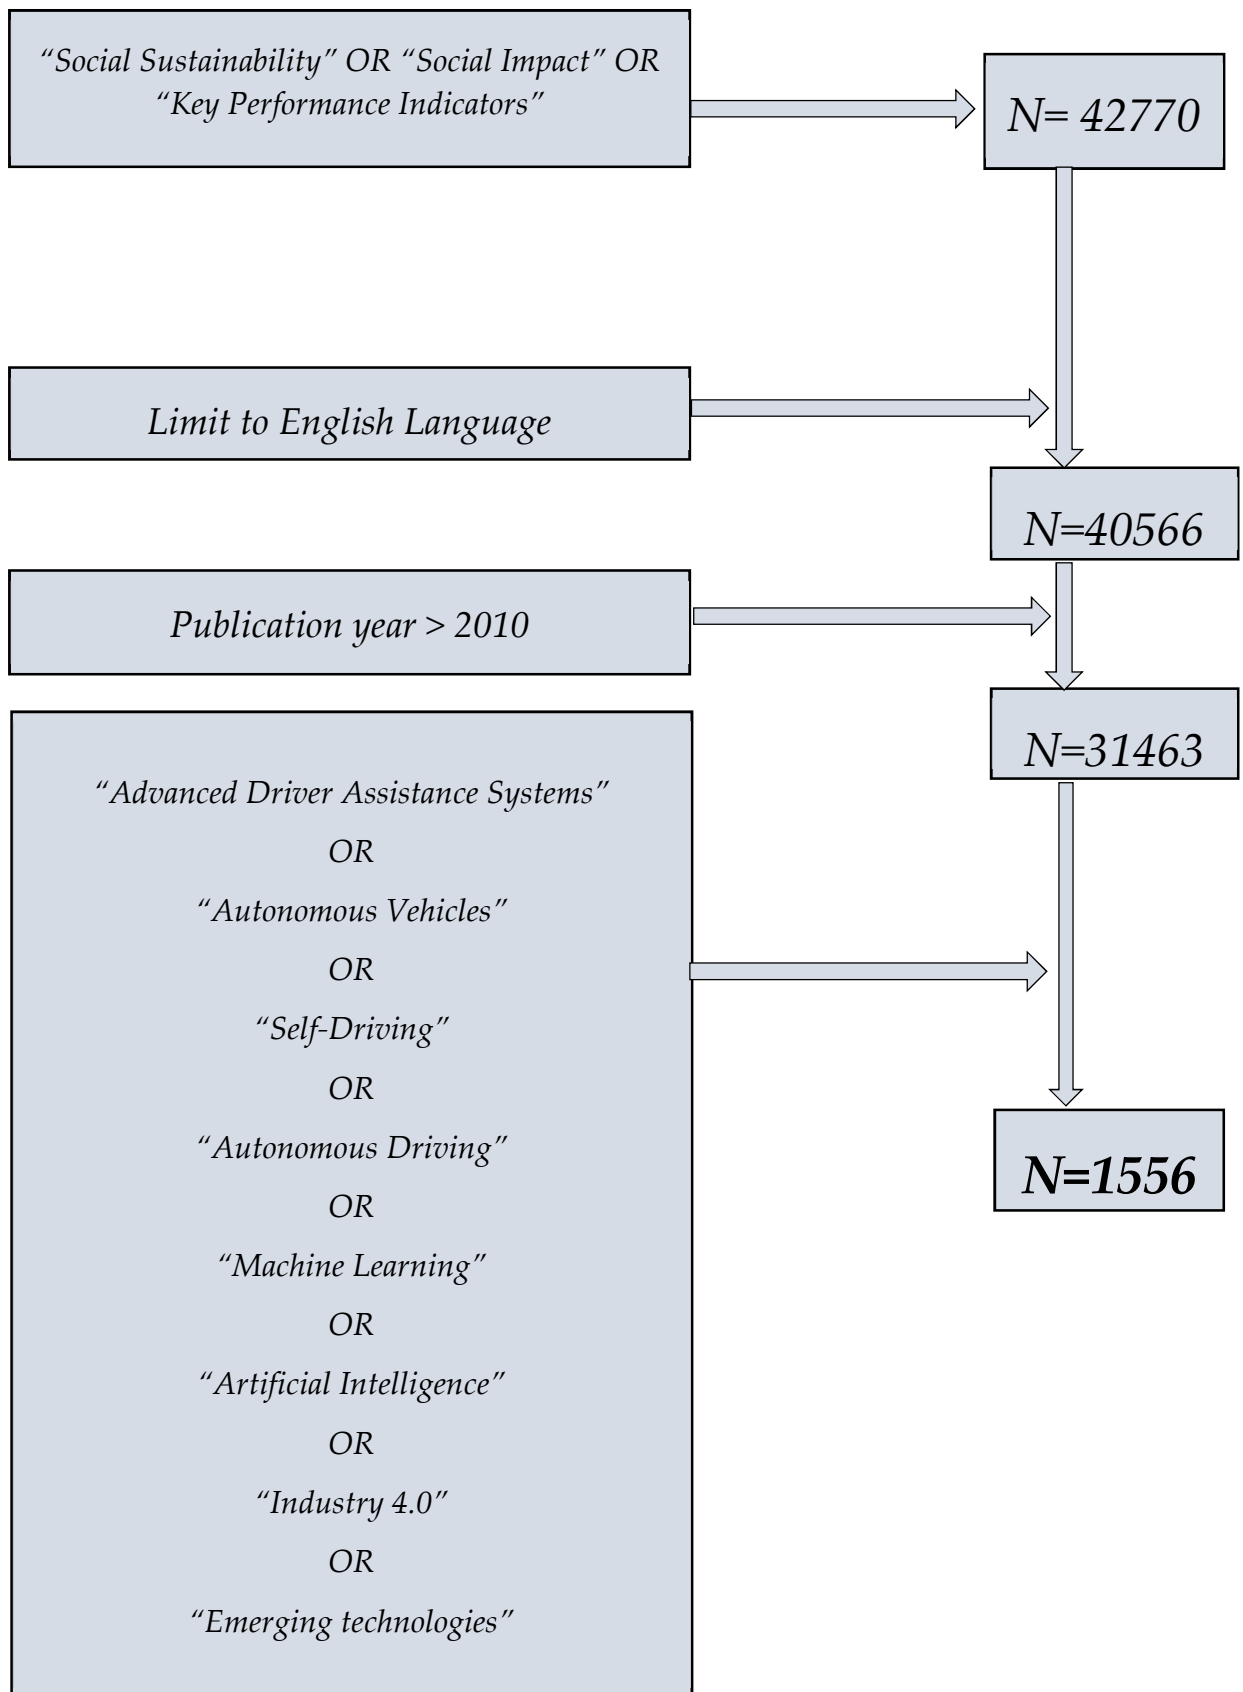 “Social Sustainability” OR “Social Impact” OR
“Key Performance Indicators”
N= 42770
Limit to English Language
N=40566
Publication year > 2010
N=31463
“Advanced Driver Assistance Systems”
OR
“Autonomous Vehicles”
OR
“Self-Driving”
OR
“Autonomous Driving”
OR
“Machine Learning”
OR
“Artificial Intelligence”
OR
“Industry 4.0”
OR
“Emerging technologies”
N=1556